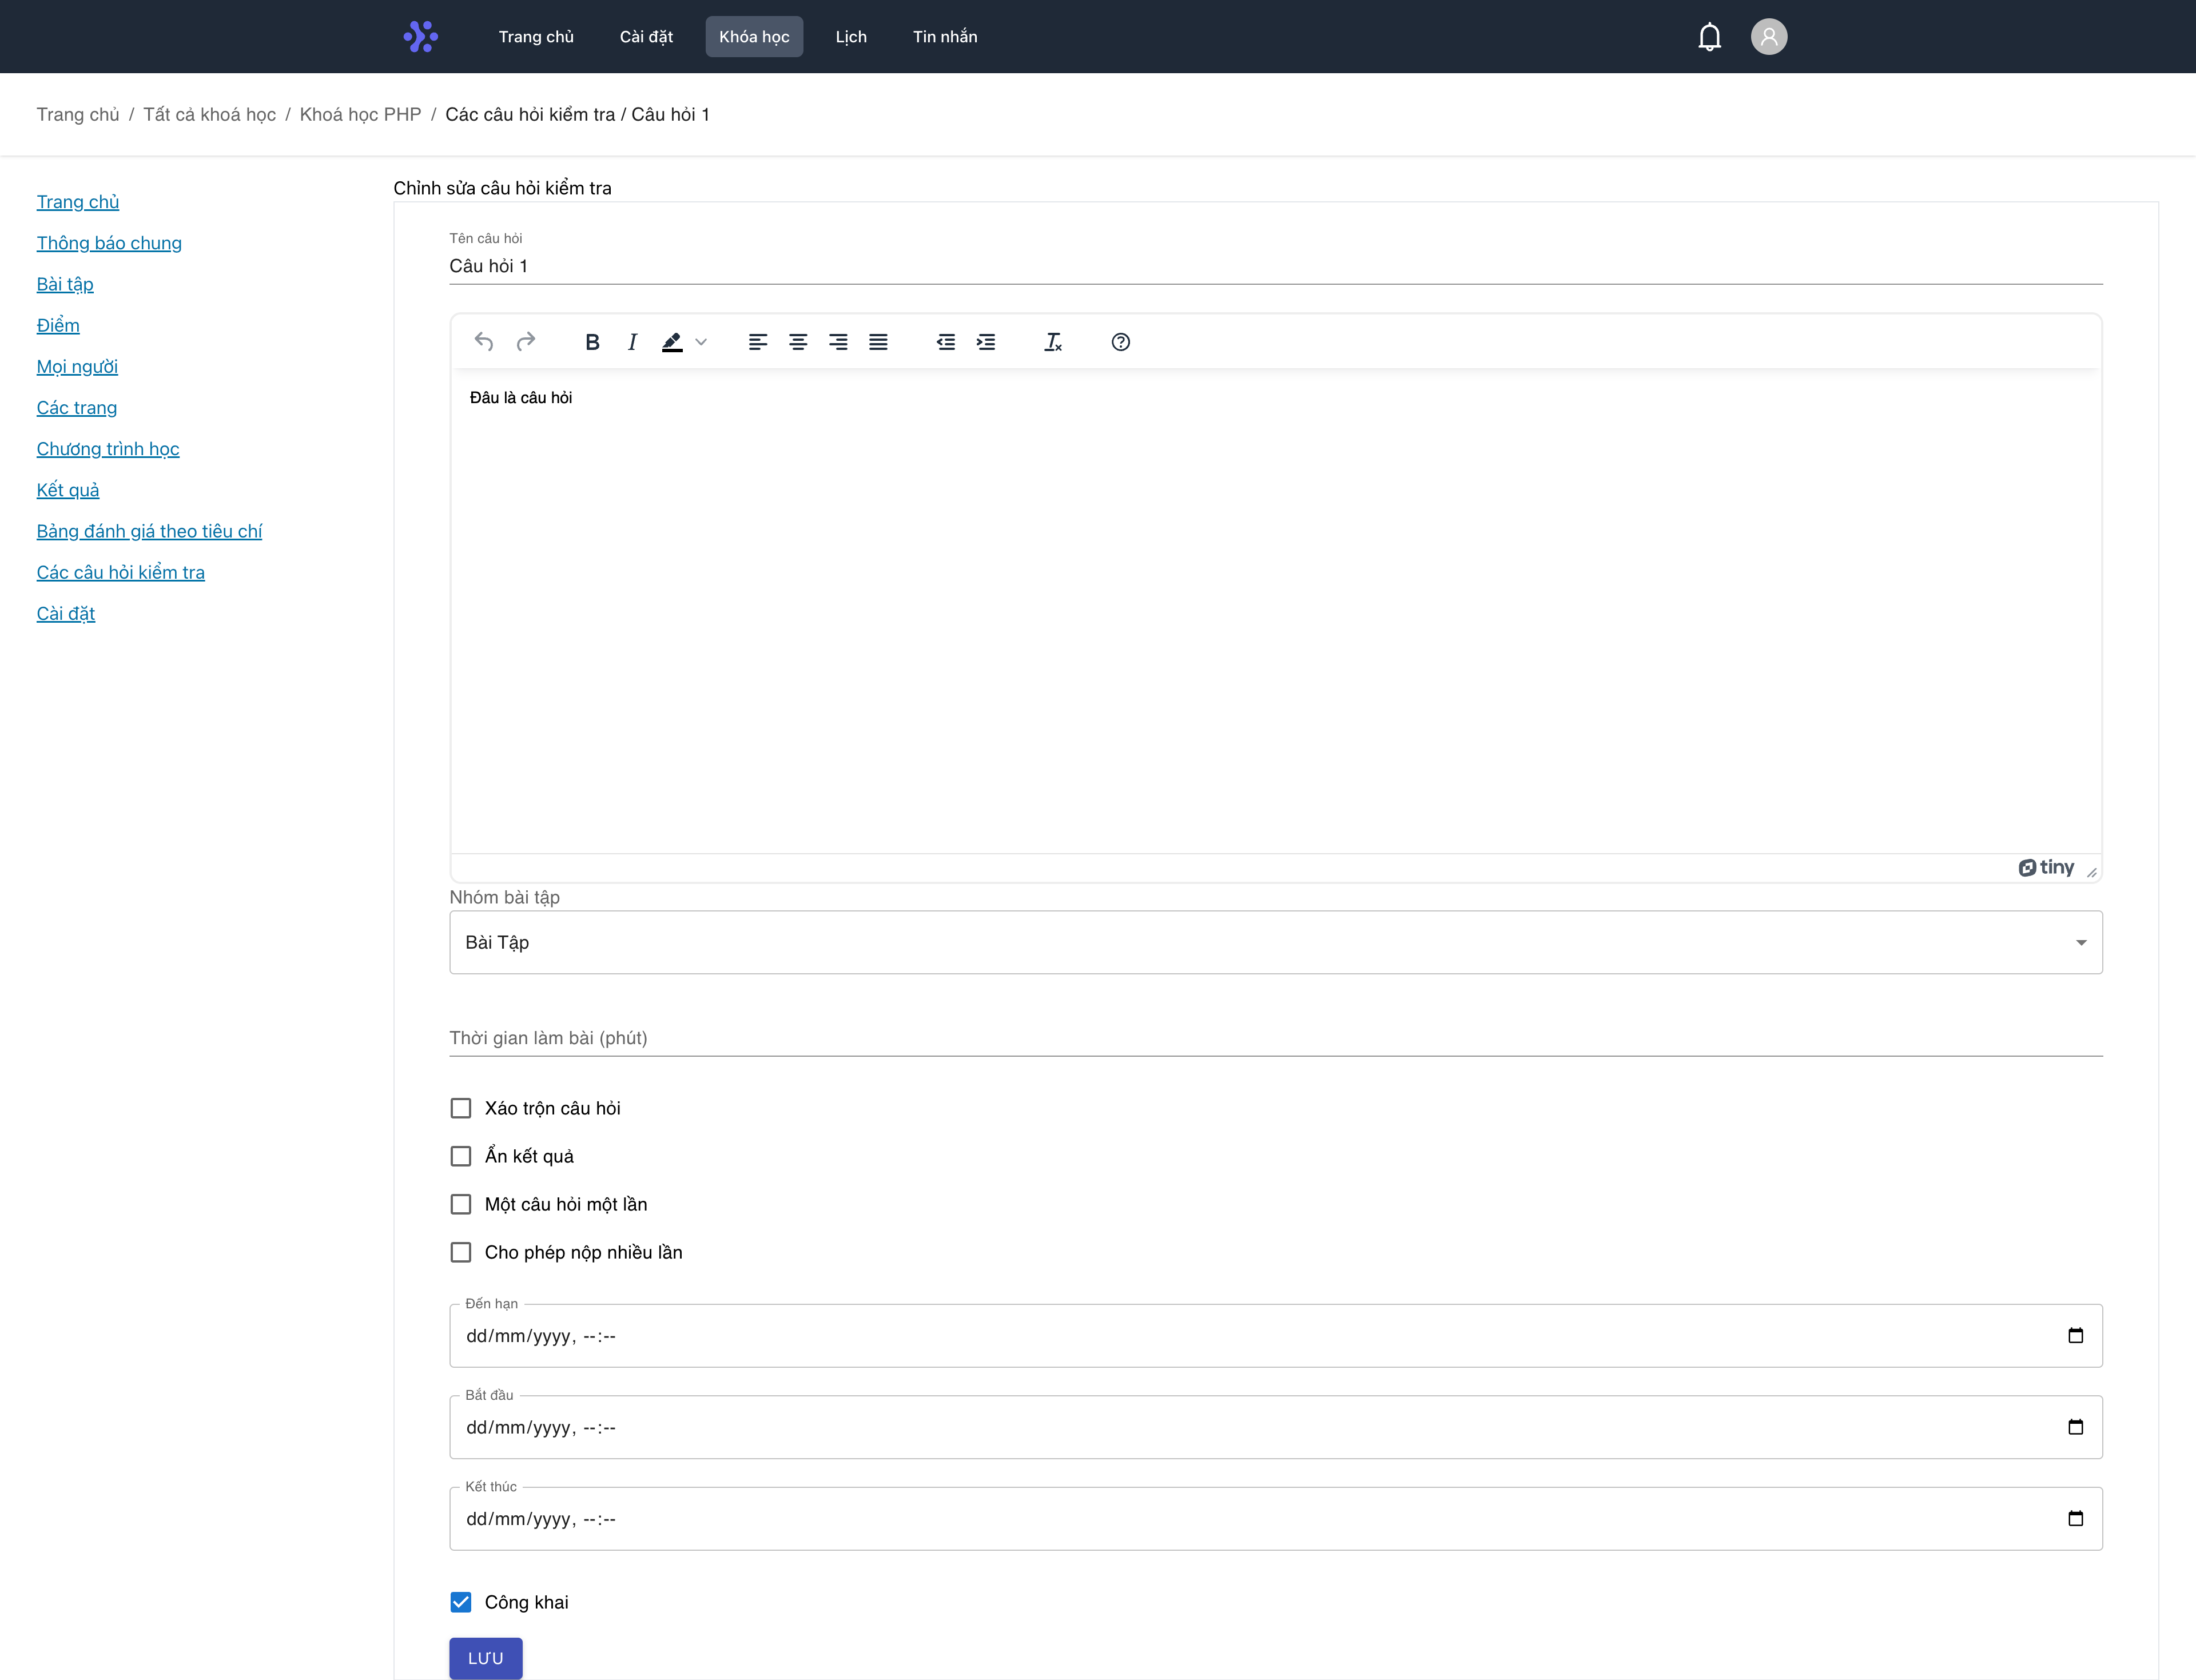 Trang chủ Cài đặt Khóa học Lịch Tin nhắn
Trang chủ / Tất cả khoá học / Khoá học PHP / Các câu hỏi kiểm tra / Câu hỏi 1
Trang chủ
Thông báo chung
Bài tập
Điểm
Mọi người
Các trang
Chương trình học
Kết quả
Bảng đánh giá theo tiêu chí
Các câu hỏi kiểm tra
Cài đặt
Chỉnh sửa câu hỏi kiểm tra
Tên câu hỏi
Câu hỏi 1
Đâu là câu hỏi
tiny
Nhóm bài tập
Bài Tập
Thời gian làm bài (phút)
Xáo trộn câu hỏi
Ẩn kết quả
Một câu hỏi một lần
Cho phép nộp nhiều lần
Đến hạn
dd/mm/yyyy, --:--
Bắt đầu
dd/mm/yyyy, --:--
Kết thúc
dd/mm/yyyy, --:--
Công khai
LƯU